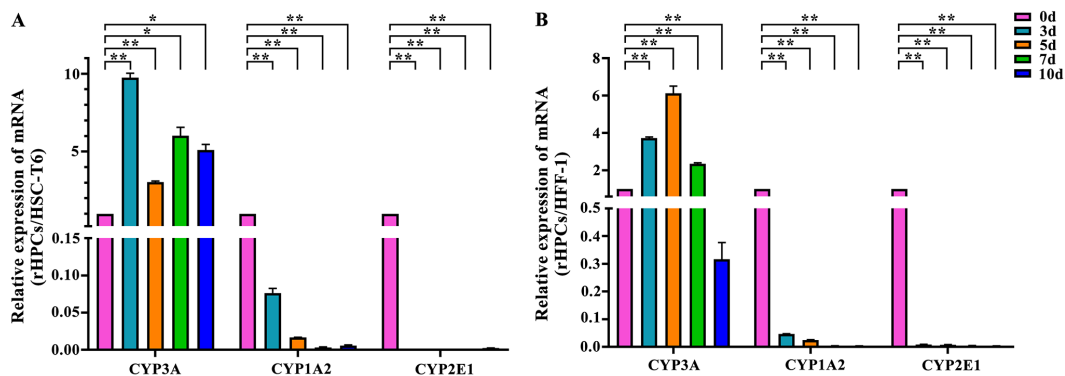 A
Relative expression of mRNA
(rHPCs/HSC-T6)
* * *
* ** **
** ** **
** ** **
10
5
0.15
0.10
0.05
0.00
CYP3A CYP1A2 CYP2E1
B
Relative expression of mRNA
(rHPCs/HFF-1)
** ** **
** ** **
** ** **
** ** **
8
6
4
2
0.5
0.4
0.3
0.2
0.1
0.0
CYP3A CYP1A2 CYP2E1
0d
3d
5d
7d
10d